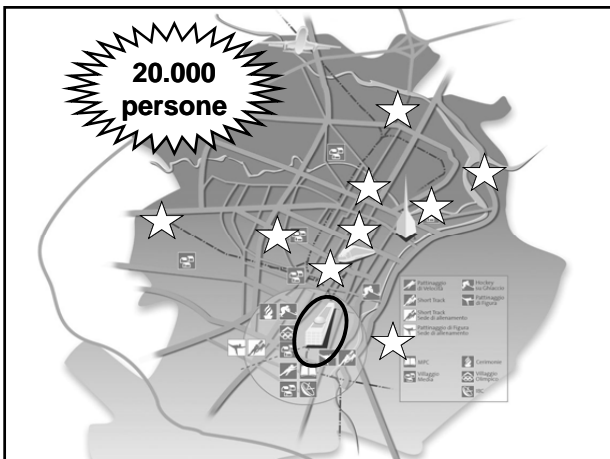 20.000
persone
Pattinaggio
di Velocità
Hockey
su Ghiaccio
Short Track
Pattinaggio
di Figura
Short Track
Sede di allenamento
Pattinaggio di Figura
Sede di allenamento
MPC
Cerimonie
Villaggio
Media
Villaggio
Olimpico
IBC